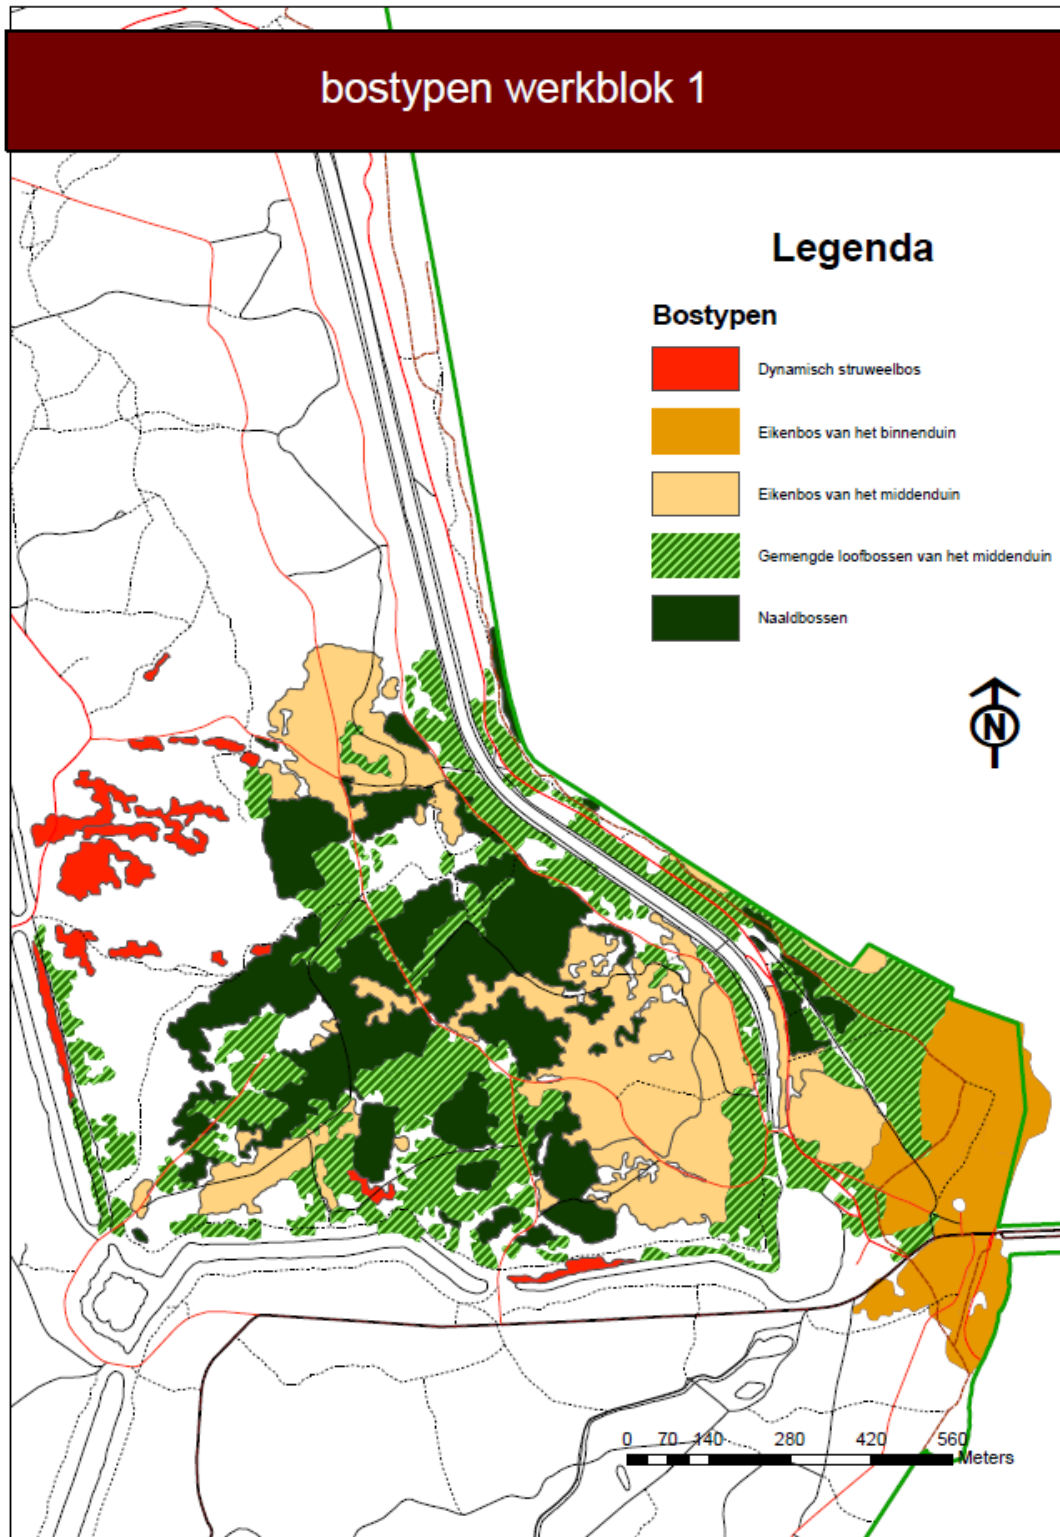 bostypen werkblok 1
Legenda
Bostypen
Dynamisch struweelbos
Eikenbos van het binnenduin
Eikenbos van het middenduin
Gemengde loofbossen van het middenduin
Naaldbossen
N
0 70 140 280 420 560
Meters